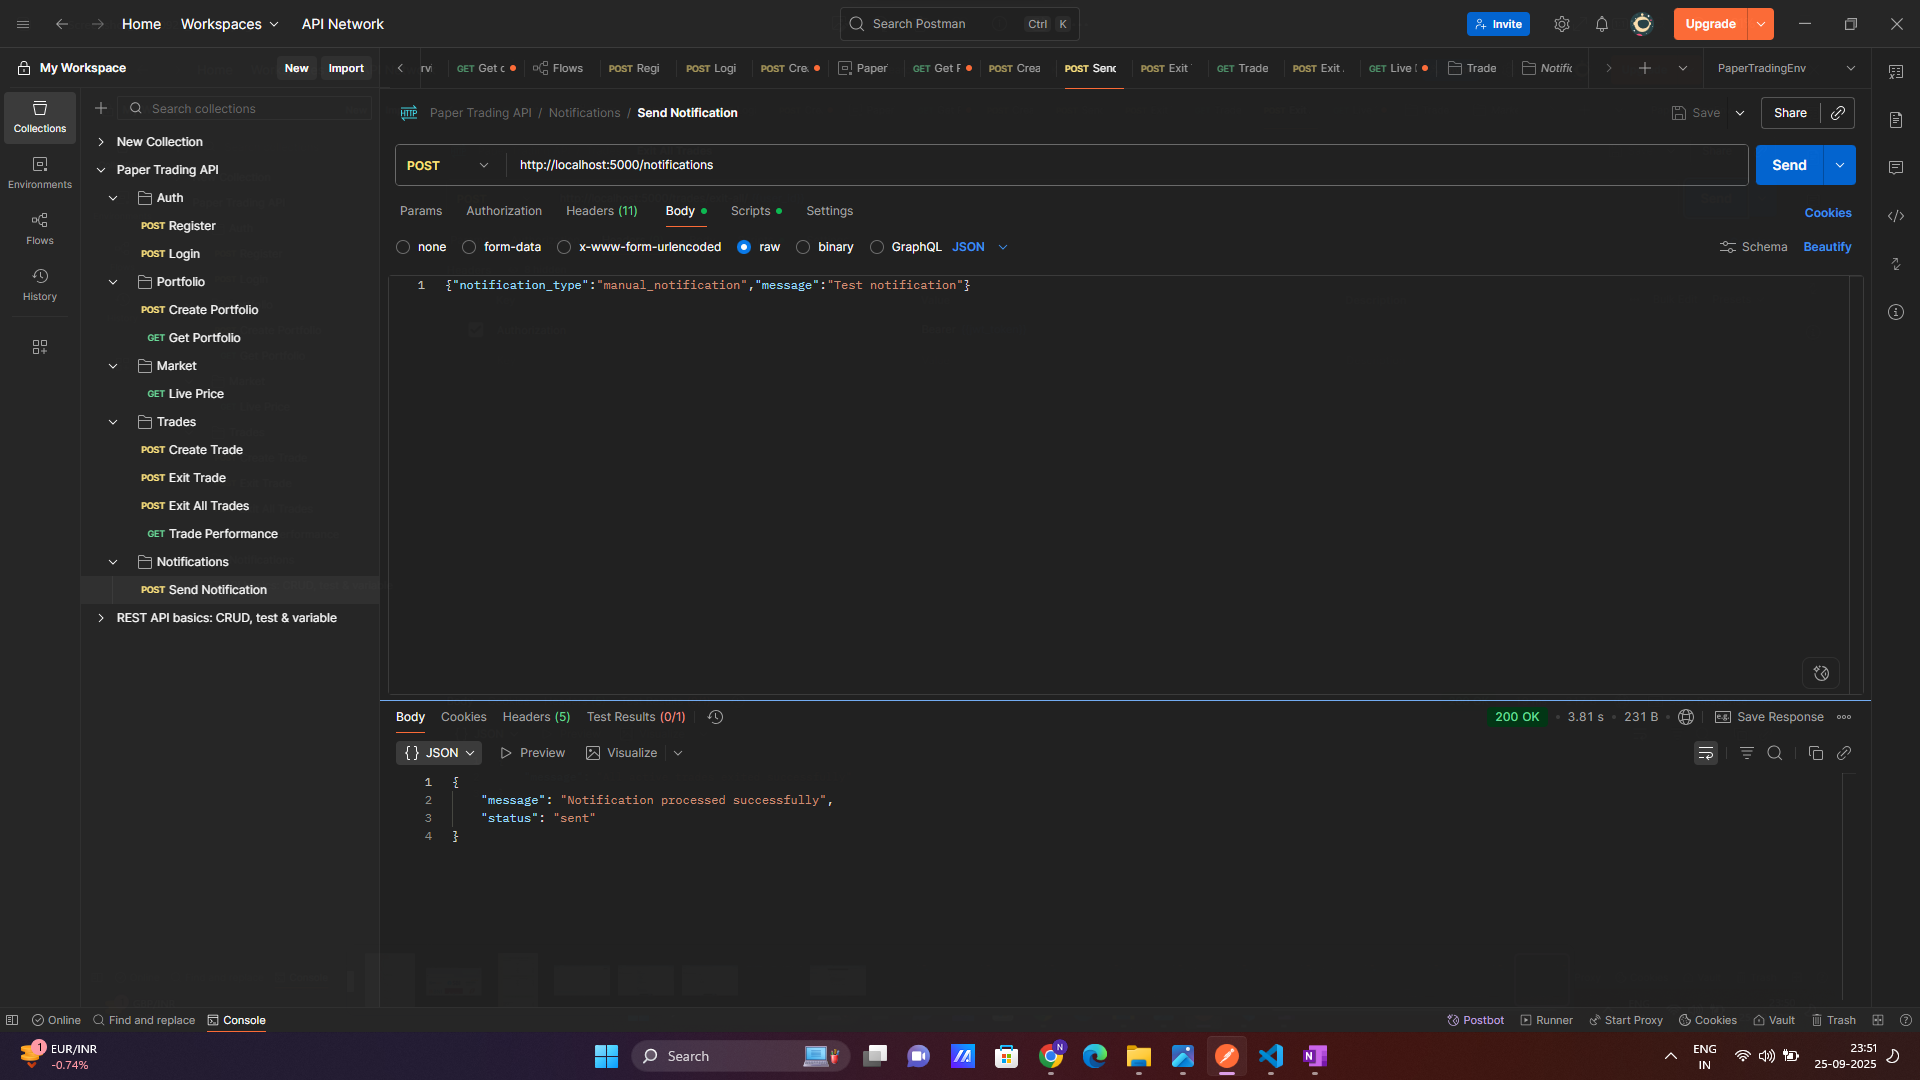 Home Workspaces API Network
Search Postman Ctrl K
Invite
Upgrade
My Workspace New Import
GET Get c
Flows
POST Regi
POST Logi
POST Cre
Paper
GET Get F
POST Crea
POST Send
POST Exit
GET Trade
POST Exit
GET Live
Trade
Notific
PaperTradingEnv
Collections
Environments
Flows
History
Search collections
New Collection
Paper Trading API
Auth
POST Register
POST Login
Portfolio
POST Create Portfolio
GET Get Portfolio
Market
GET Live Price
Trades
POST Create Trade
POST Exit Trade
POST Exit All Trades
GET Trade Performance
Notifications
POST Send Notification
REST API basics: CRUD, test & variable
HTTP Paper Trading API / Notifications / Send Notification
Save Share
POST http://localhost:5000/notifications Send
Params Authorization Headers (11) Body Scripts Settings Cookies
none form-data x-www-form-urlencoded raw binary GraphQL JSON Schema Beautify
1 {"notification_type":"manual_notification","message":"Test notification"}
Body Cookies Headers (5) Test Results (0/1)
200 OK • 3.81 s • 231 B e.g. Save Response
{} JSON Preview Visualize
1 {
2 "message": "Notification processed successfully",
3 "status": "sent"
4 }
Online Find and replace Console
Postbot Runner Start Proxy Cookies Vault Trash
1 EUR/INR
-0.74%
Search
N
N
ENG
IN
23:51
25-09-2025